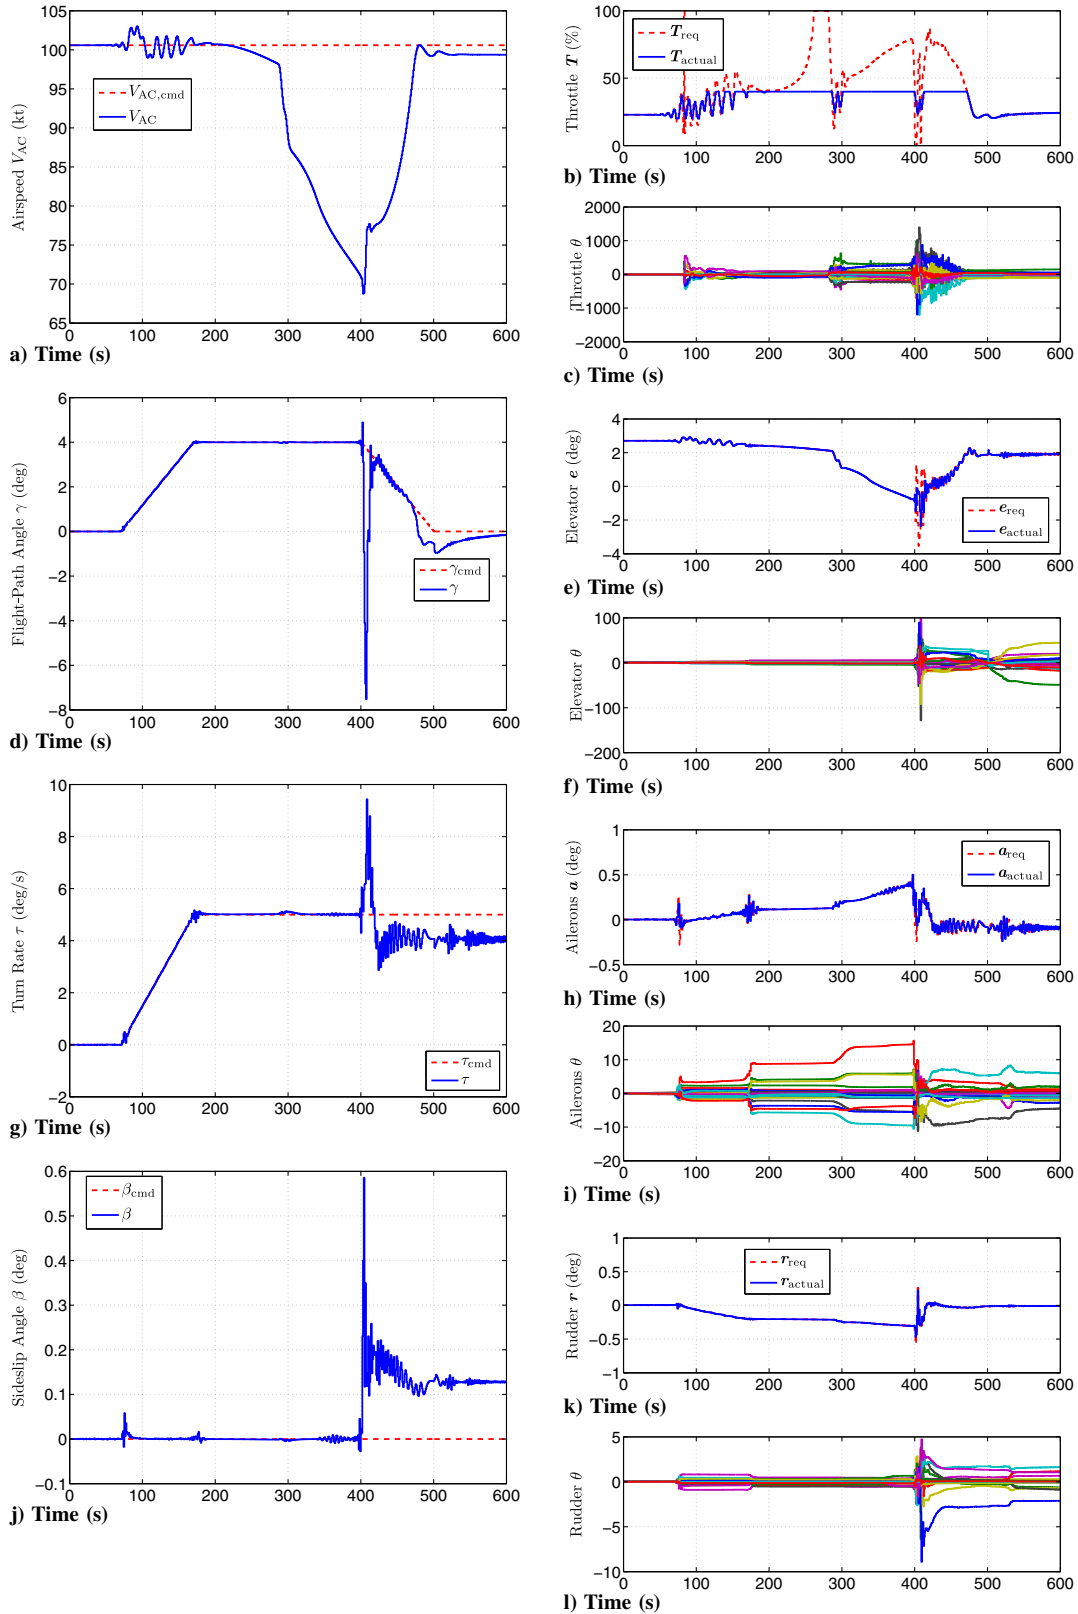 105
100
95
90
85
80
75
70
65
Airspeed V_AC (kt)
V_AC,cmd
V_AC
0 100 200 300 400 500 600
a) Time (s)
100
50
0
Throttle T (%)
T_req
T_actual
0 100 200 300 400 500 600
b) Time (s)
2000
1000
0
−1000
−2000
Throttle θ
0 100 200 300 400 500 600
c) Time (s)
6
4
2
0
−2
−4
−6
−8
Flight-Path Angle γ (deg)
γ_cmd
γ
0 100 200 300 400 500 600
d) Time (s)
4
2
0
−2
−4
Elevator e (deg)
e_req
e_actual
0 100 200 300 400 500 600
e) Time (s)
100
0
−100
−200
Elevator θ
0 100 200 300 400 500 600
f) Time (s)
10
8
6
4
2
0
−2
Turn Rate τ (deg/s)
τ_cmd
τ
0 100 200 300 400 500 600
g) Time (s)
1
0.5
0
−0.5
Ailerous a (deg)
a_req
a_actual
0 100 200 300 400 500 600
h) Time (s)
20
10
0
−10
−20
Ailerons θ
0 100 200 300 400 500 600
i) Time (s)
0.6
0.5
0.4
0.3
0.2
0.1
0
−0.1
Sideslip Angle β (deg)
β_cmd
β
0 100 200 300 400 500 600
j) Time (s)
1
0.5
0
−0.5
−1
Rudder r (deg)
r_req
r_actual
0 100 200 300 400 500 600
k) Time (s)
5
0
−5
−10
Rudder θ
0 100 200 300 400 500 600
l) Time (s)